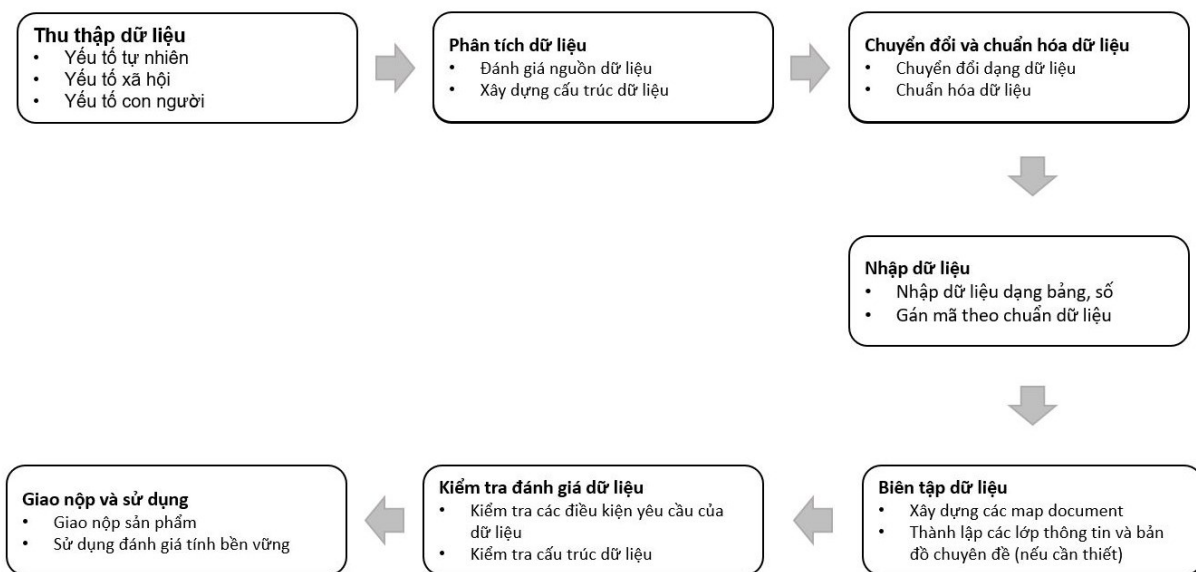 Thu thập dữ liệu
• Yếu tố tự nhiên
• Yếu tố xã hội
• Yếu tố con người
Phân tích dữ liệu
• Đánh giá nguồn dữ liệu
• Xây dựng cấu trúc dữ liệu
Chuyển đổi và chuẩn hóa dữ liệu
• Chuyển đổi dạng dữ liệu
• Chuẩn hóa dữ liệu
Nhập dữ liệu
• Nhập dữ liệu dạng bảng, số
• Gán mã theo chuẩn dữ liệu
Biên tập dữ liệu
• Xây dựng các map document
• Thành lập các lớp thông tin và bản
đồ chuyên đề (nếu cần thiết)
Kiểm tra đánh giá dữ liệu
• Kiểm tra các điều kiện yêu cầu của
dữ liệu
• Kiểm tra cấu trúc dữ liệu
Giao nộp và sử dụng
• Giao nộp sản phẩm
• Sử dụng đánh giá tính bền vững